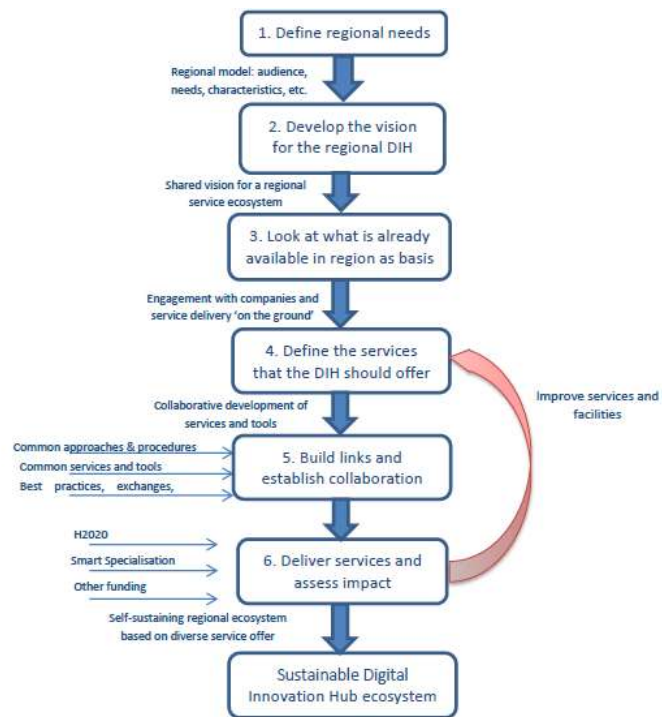 1. Define regional needs
Regional model: audience,
needs, characteristics, etc.
2. Develop the vision
for the regional DIH
Shared vision for a regional
service ecosystem
3. Look at what is already
available in region as basis
Engagement with companies and
service delivery ‘on the ground’
4. Define the services
that the DIH should offer
Improve services and
facilities
Collaborative development of
services and tools
Common approaches & procedures
Common services and tools
Best practices, exchanges,
5. Build links and
establish collaboration
H2020
Smart Specialisation
Other funding
6. Deliver services and
assess impact
Self-sustaining regional ecosystem
based on diverse service offer
Sustainable Digital
Innovation Hub ecosystem